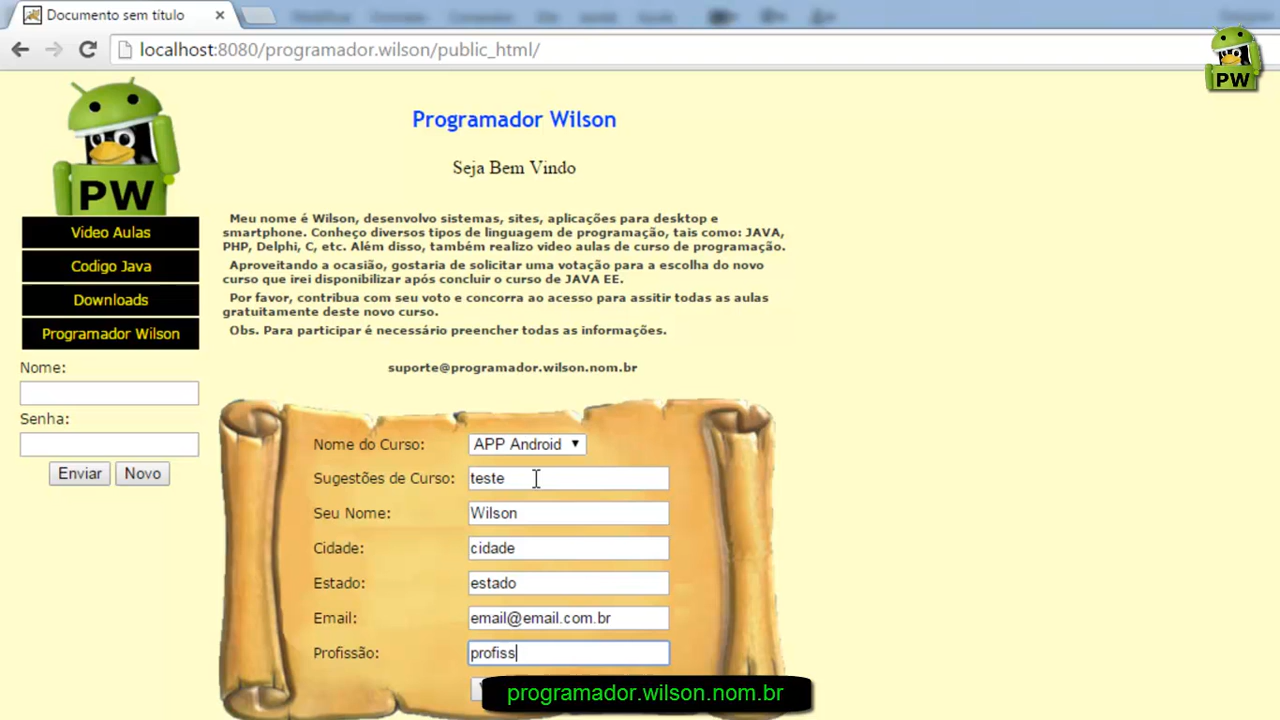 Documento sem título
localhost:8080/programador.wilson/public_html/
PW
PW
Video Aulas
Codigo Java
Downloads
Programador Wilson
Nome:
Senha:
Enviar Novo
Programador Wilson
Seja Bem Vindo
Meu nome é Wilson, desenvolvo sistemas, sites, aplicações para desktop e
smartphone. Conheço diversos tipos de linguagem de programação, tais como: JAVA,
PHP, Delphi, C, etc. Além disso, também realizo video aulas de curso de programação.
Aproveitando a ocasião, gostaria de solicitar uma votação para a escolha do novo
curso que irei disponibilizar após concluir o curso de JAVA EE.
Por favor, contribua com seu voto e concorra ao acesso para assitir todas as aulas
gratuitamente deste novo curso.
Obs. Para participar é necessário preencher todas as informações.
suporte@programador.wilson.nom.br
Nome do Curso: APP Android
Sugestões de Curso: teste
Seu Nome: Wilson
Cidade: cidade
Estado: estado
Email: email@email.com.br
Profissão: profiss
programador.wilson.nom.br